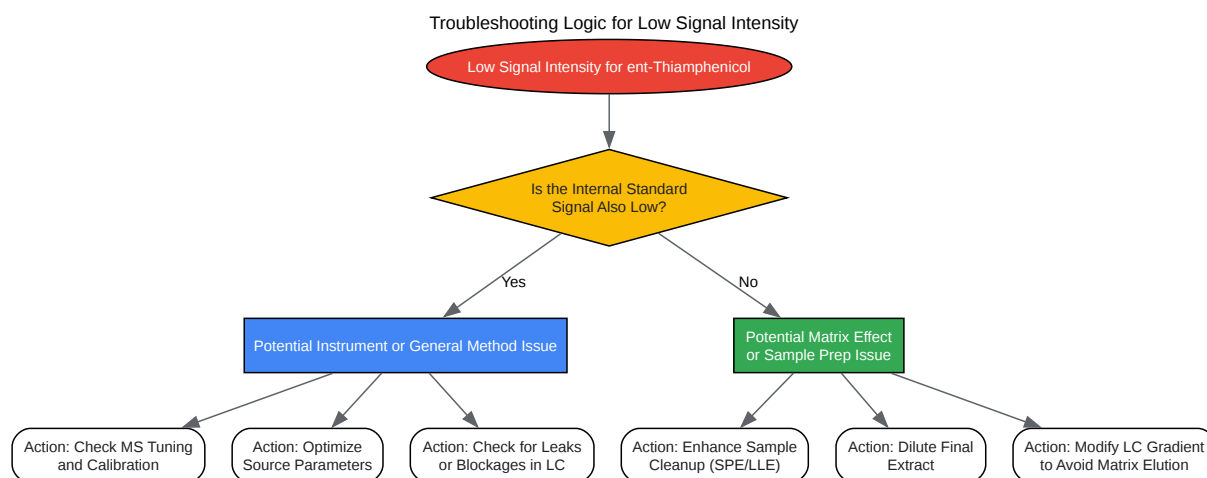 Troubleshooting Logic for Low Signal Intensity
Low Signal Intensity for ent-Thiamphenicol
Is the Internal Standard
Signal Also Low?
Yes
No
Potential Instrument or General Method Issue
Potential Matrix Effect
or Sample Prep Issue
Action: Check MS Tuning
and Calibration
Action: Optimize
Source Parameters
Action: Check for Leaks
or Blockages in LC
Action: Enhance Sample
Cleanup (SPE/LLE)
Action: Dilute Final
Extract
Action: Modify LC Gradient
to Avoid Matrix Elution